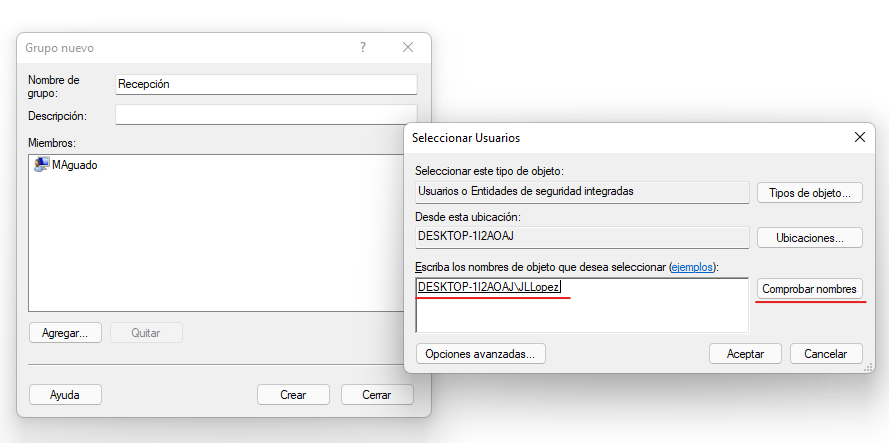 Grupo nuevo
?
Nombre de
grupo:
Recepción
Descripción:
Miembros:
MAguado
Agregar...
Quitar
Ayuda
Crear
Cerrar
Seleccionar Usuarios
Seleccionar este tipo de objeto:
Usuarios o Entidades de seguridad integradas
Tipos de objeto...
Desde esta ubicación:
DESKTOP-1I2AOAJ
Ubicaciones...
Escriba los nombres de objeto que desea seleccionar (ejemplos):
DESKTOP-1I2AOAJ\JLLopez
Comprobar nombres
Opciones avanzadas...
Aceptar
Cancelar